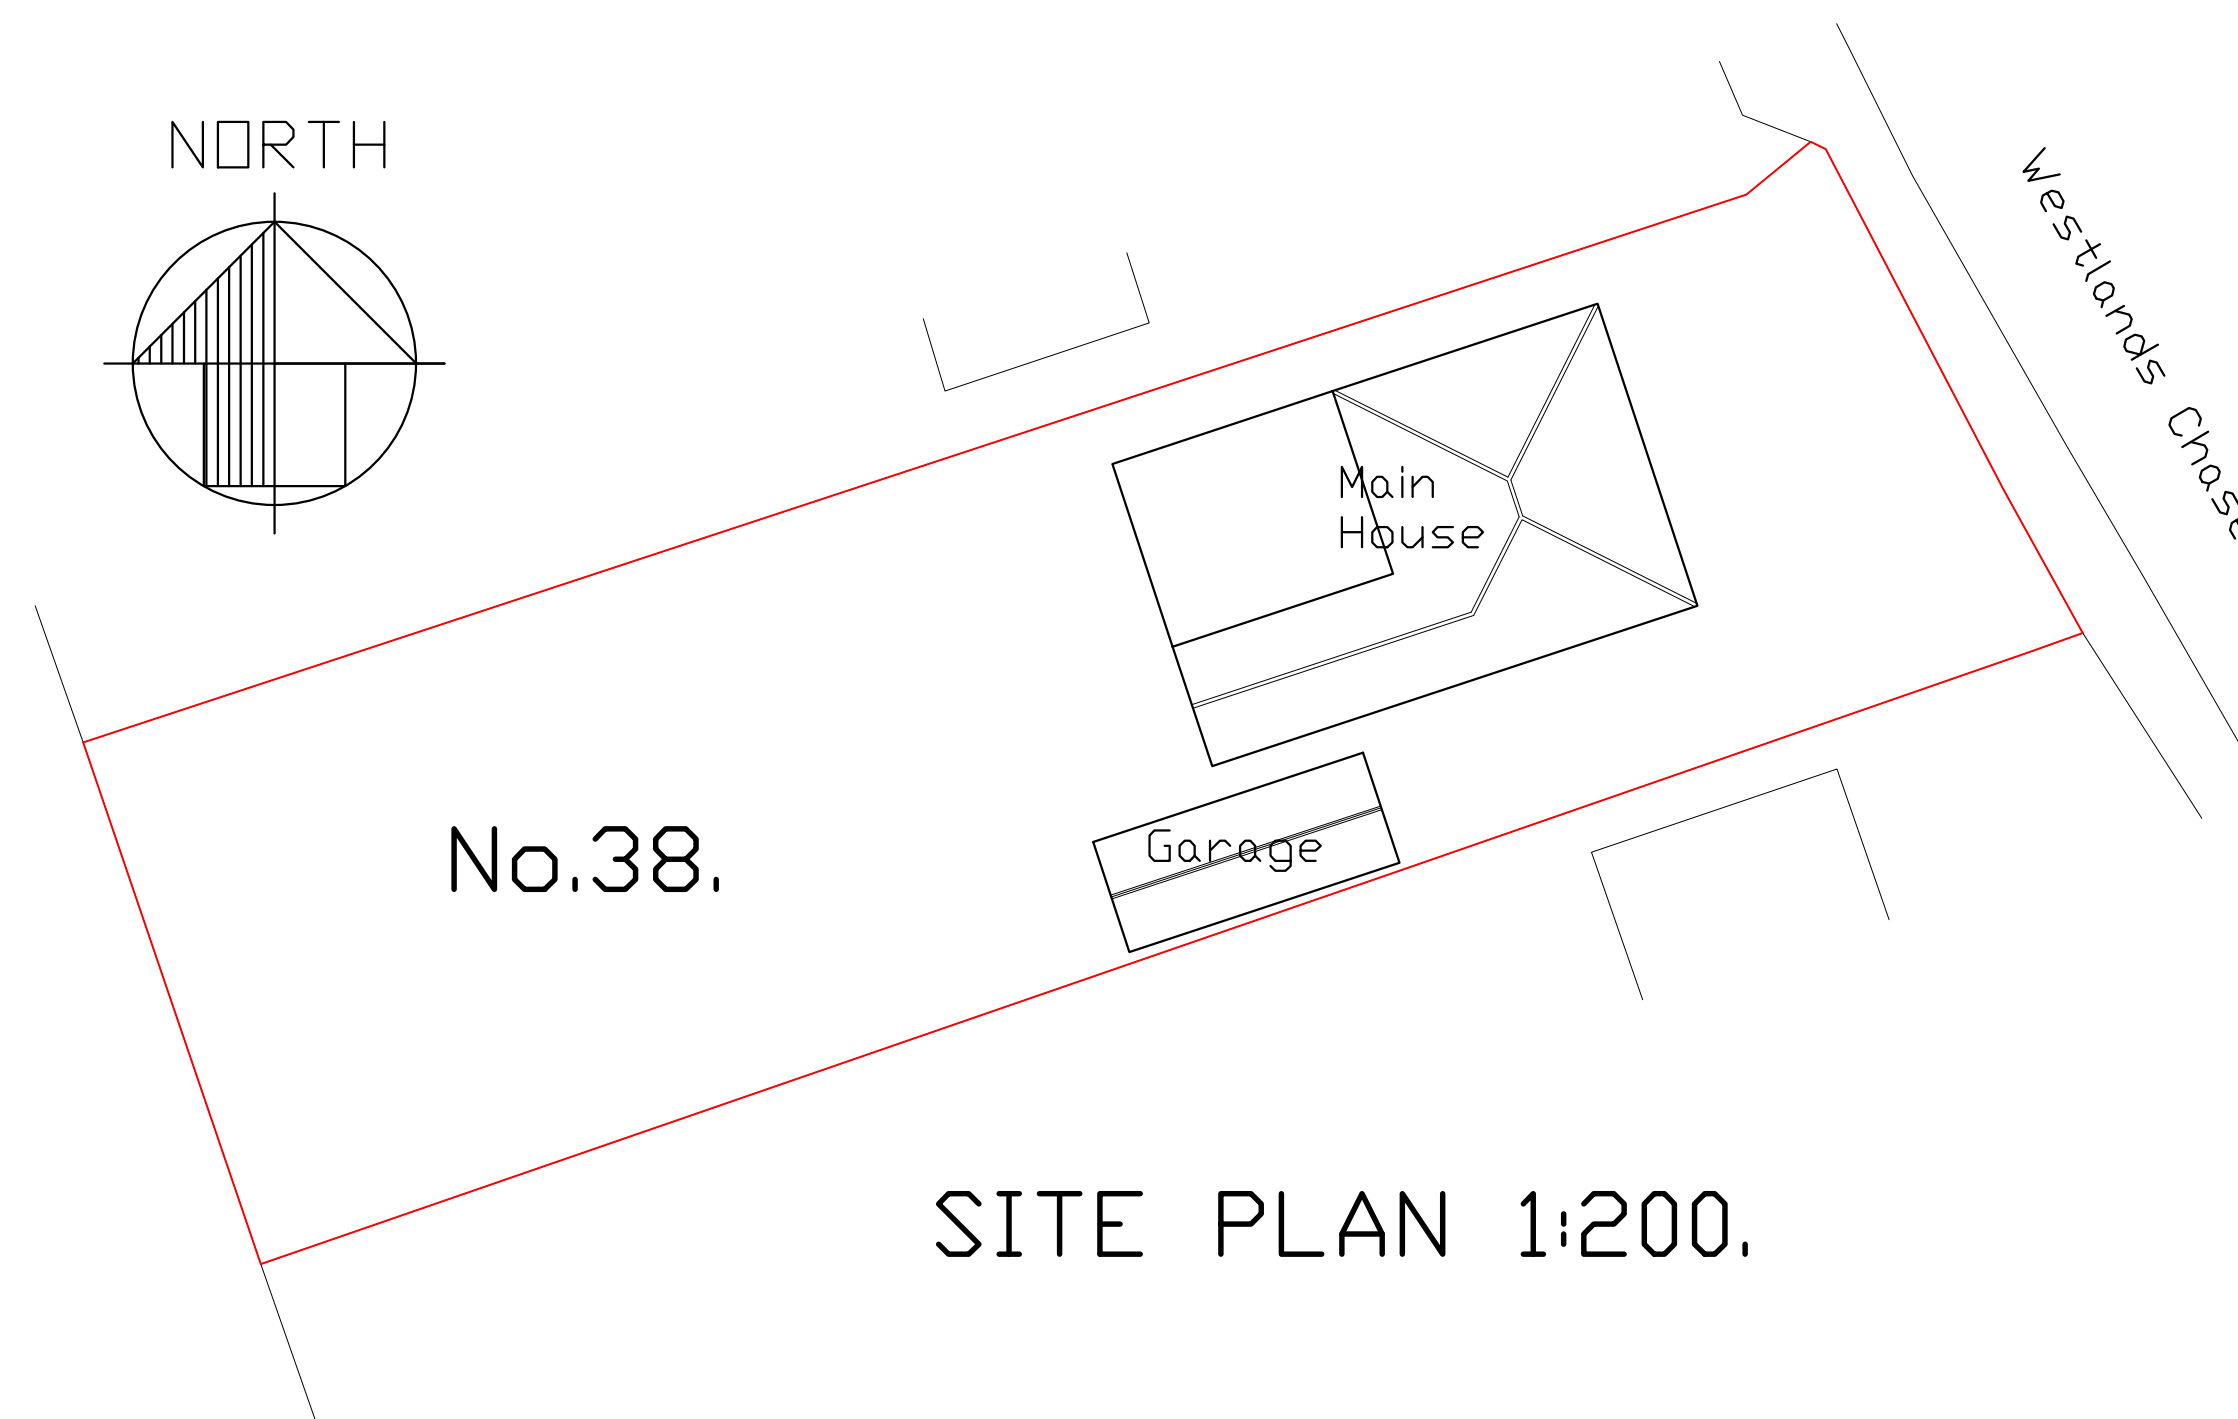 NORTH
Westlands Chase
Main
House
Garage
No.38.
SITE PLAN 1:200.